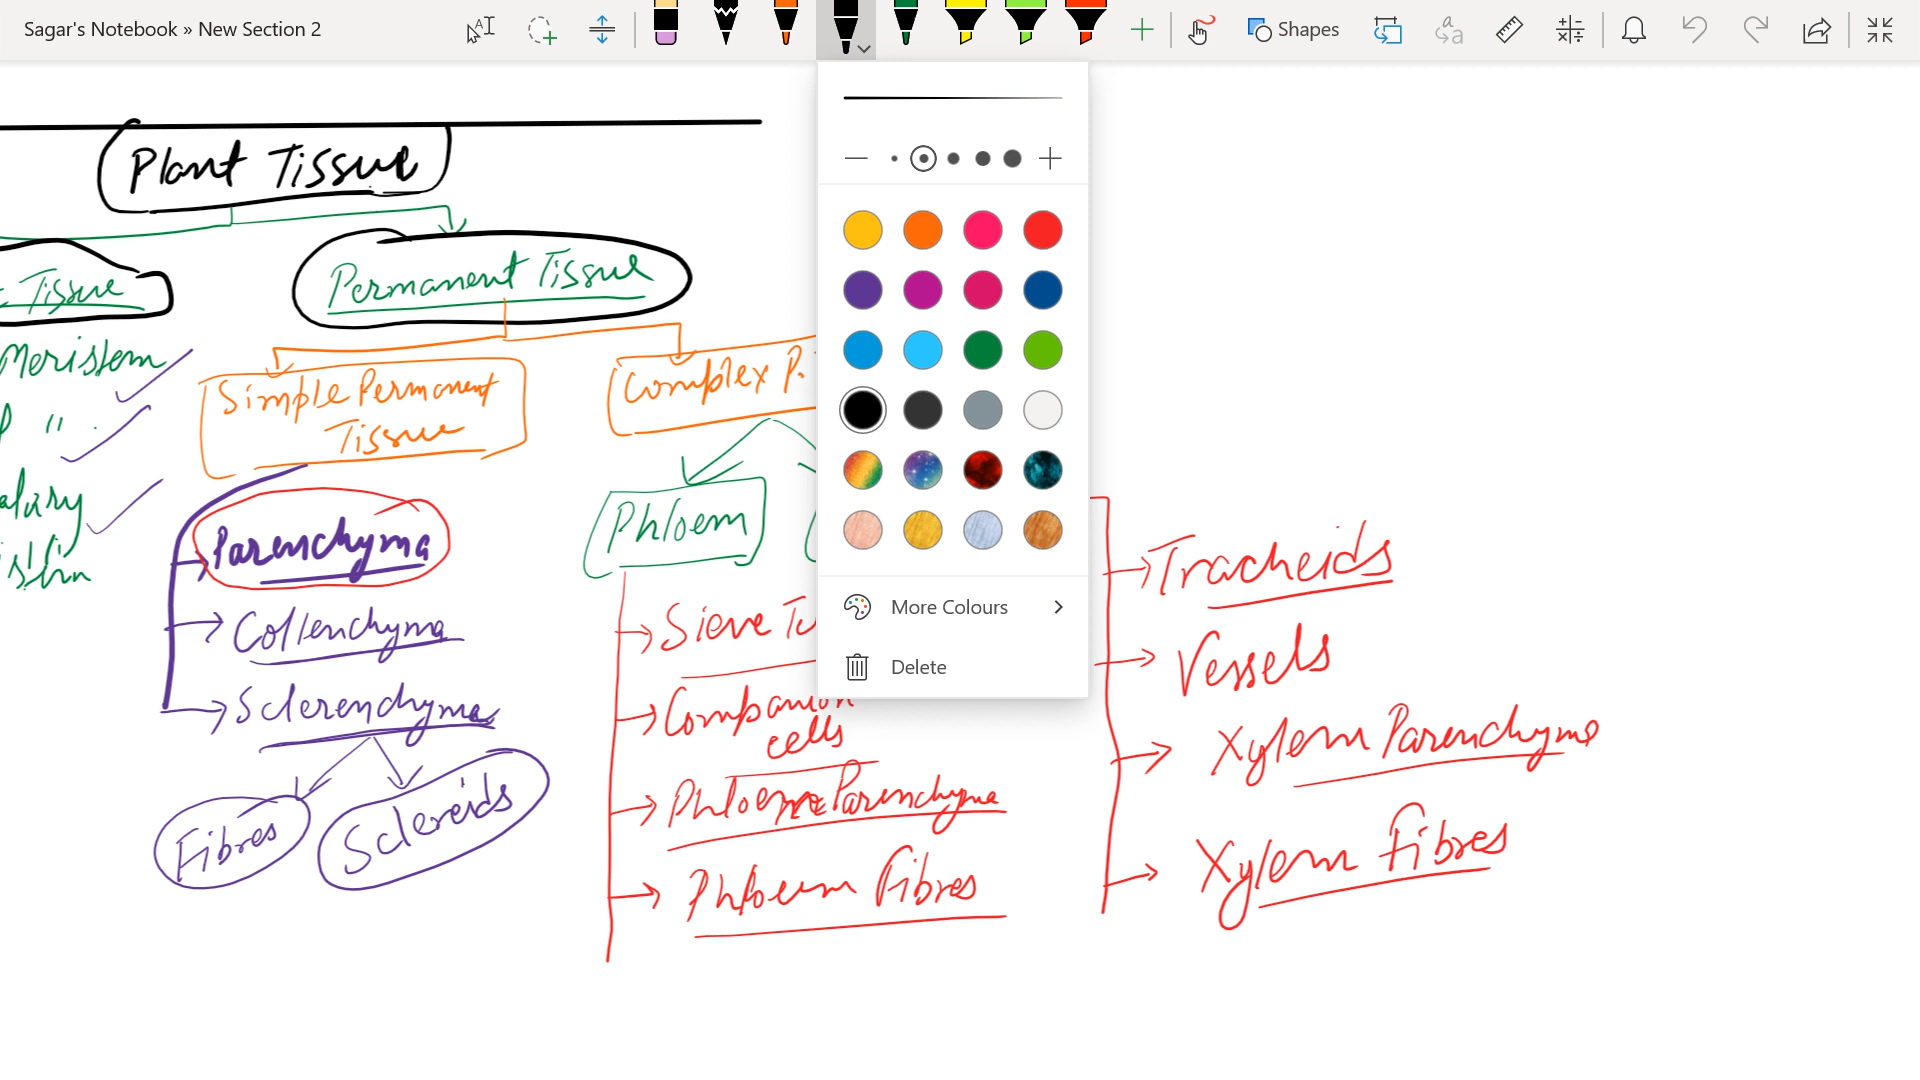 Sagar's Notebook » New Section 2
Shapes
Plant Tissue
Tissue
Permanent Tissue
Meristem
Simple Permanent
Tissue
Complex P.
Parenchyma
Collenchyma
Sclerenchyma
Fibres
Sclereids
Phloem
Sieve Tu
Companion
cells
Phloem Parenchyma
Phloem Fibres
More Colours
Delete
Tracheids
Vessels
Xylem Parenchyma
Xylem Fibres